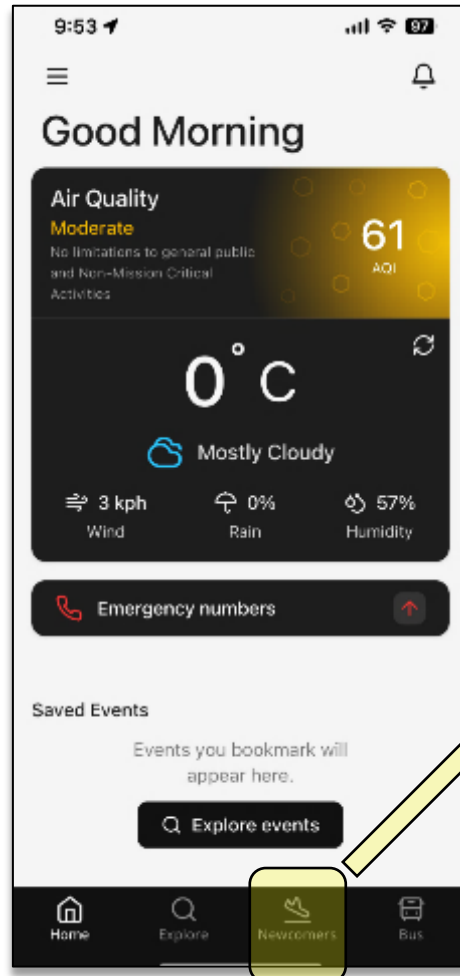 9:53
97
Good Morning
Air Quality
Moderate
No limitations to general public
and Non-Mission Critical
Activities
61
AQI
0° C
Mostly Cloudy
3 kph
0%
57%
Wind
Rain
Humidity
Emergency numbers
Saved Events
Events you bookmark will
appear here.
Explore events
Home
Explore
Newcomers
Bus